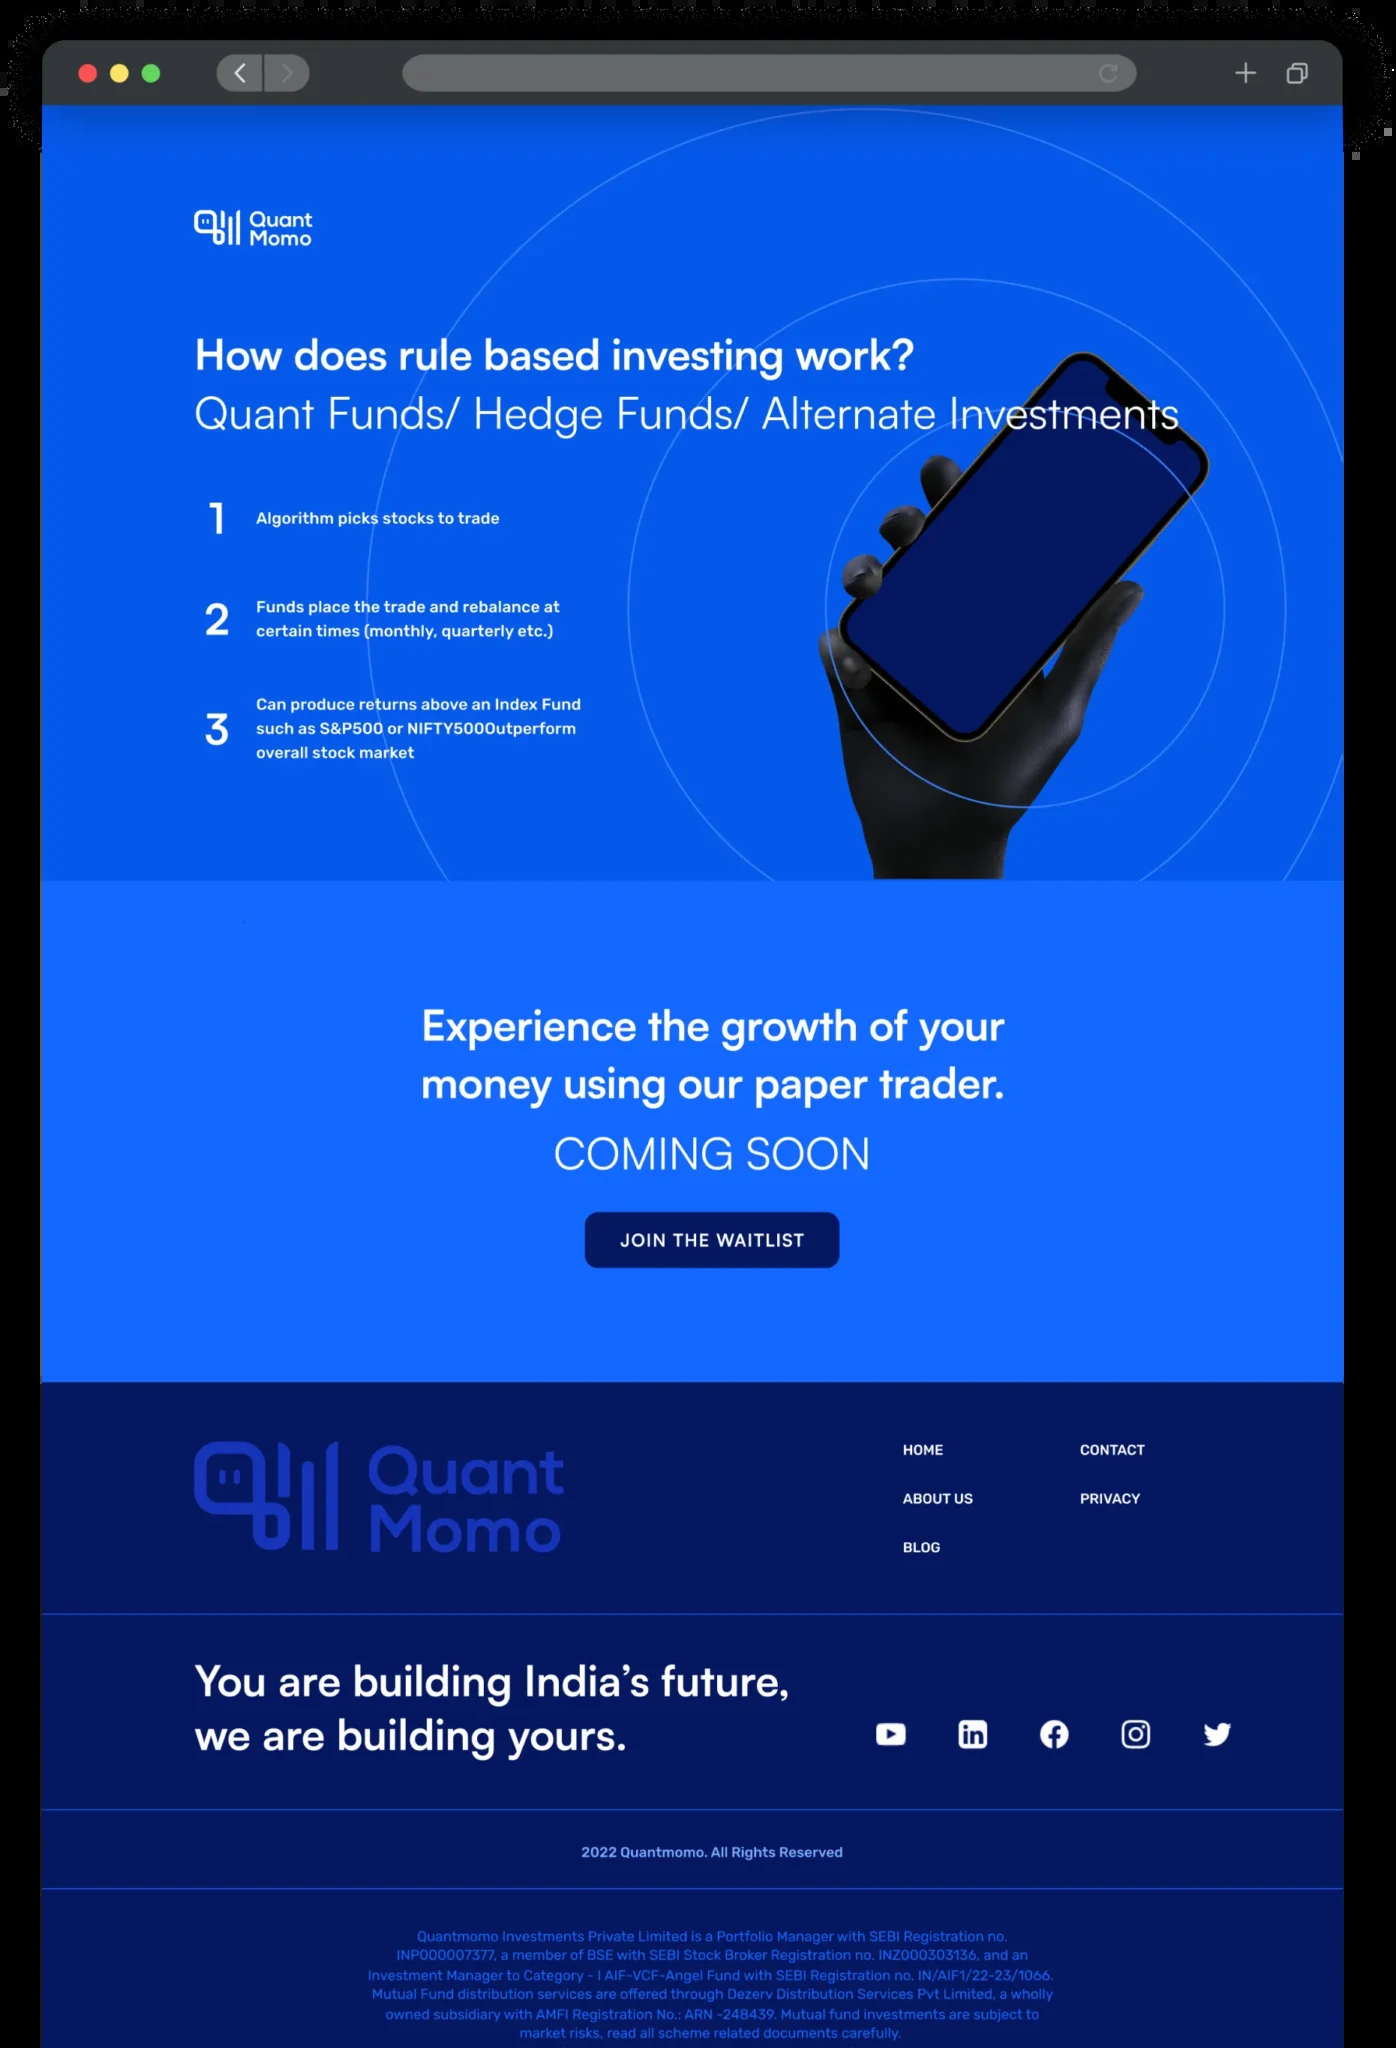 Quant
Momo
How does rule based investing work?
Quant Funds/ Hedge Funds/ Alternate Investments
1
Algorithm picks stocks to trade
2
Funds place the trade and rebalance at
certain times (monthly, quarterly etc.)
3
Can produce returns above an Index Fund
such as S&P500 or NIFTY500Outperform
overall stock market
Experience the growth of your
money using our paper trader.
COMING SOON
JOIN THE WAITLIST
Quant
Momo
HOME
CONTACT
ABOUT US
PRIVACY
BLOG
You are building India’s future,
we are building yours.
2022 Quantmomo. All Rights Reserved
Quantmomo Investments Private Limited is a Portfolio Manager with SEBI Registration no.
INP000007377, a member of BSE with SEBI Stock Broker Registration no. INZ000303136, and an
Investment Manager to Category - I AIF-VCF-Angel Fund with SEBI Registration no. IN/AIF1/22-23/1066.
Mutual Fund distribution services are offered through Dezerv Distribution Services Pvt Limited, a wholly
owned subsidiary with AMFI Registration No.: ARN -248439. Mutual fund investments are subject to
market risks, read all scheme related documents carefully.